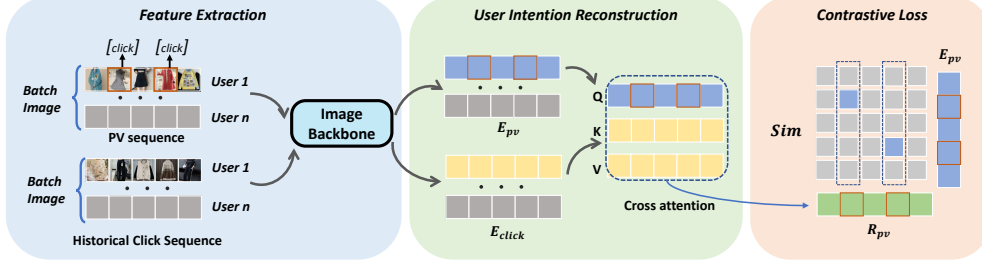 Feature Extraction
[click]
[click]
Batch
Image
User 1
User n
PV sequence
Batch
Image
User 1
User n
Historical Click Sequence
Image
Backbone
User Intention Reconstruction
E_pv
E_click
Q
K
V
Cross attention
Contrastive Loss
E_pv
Sim
R_pv